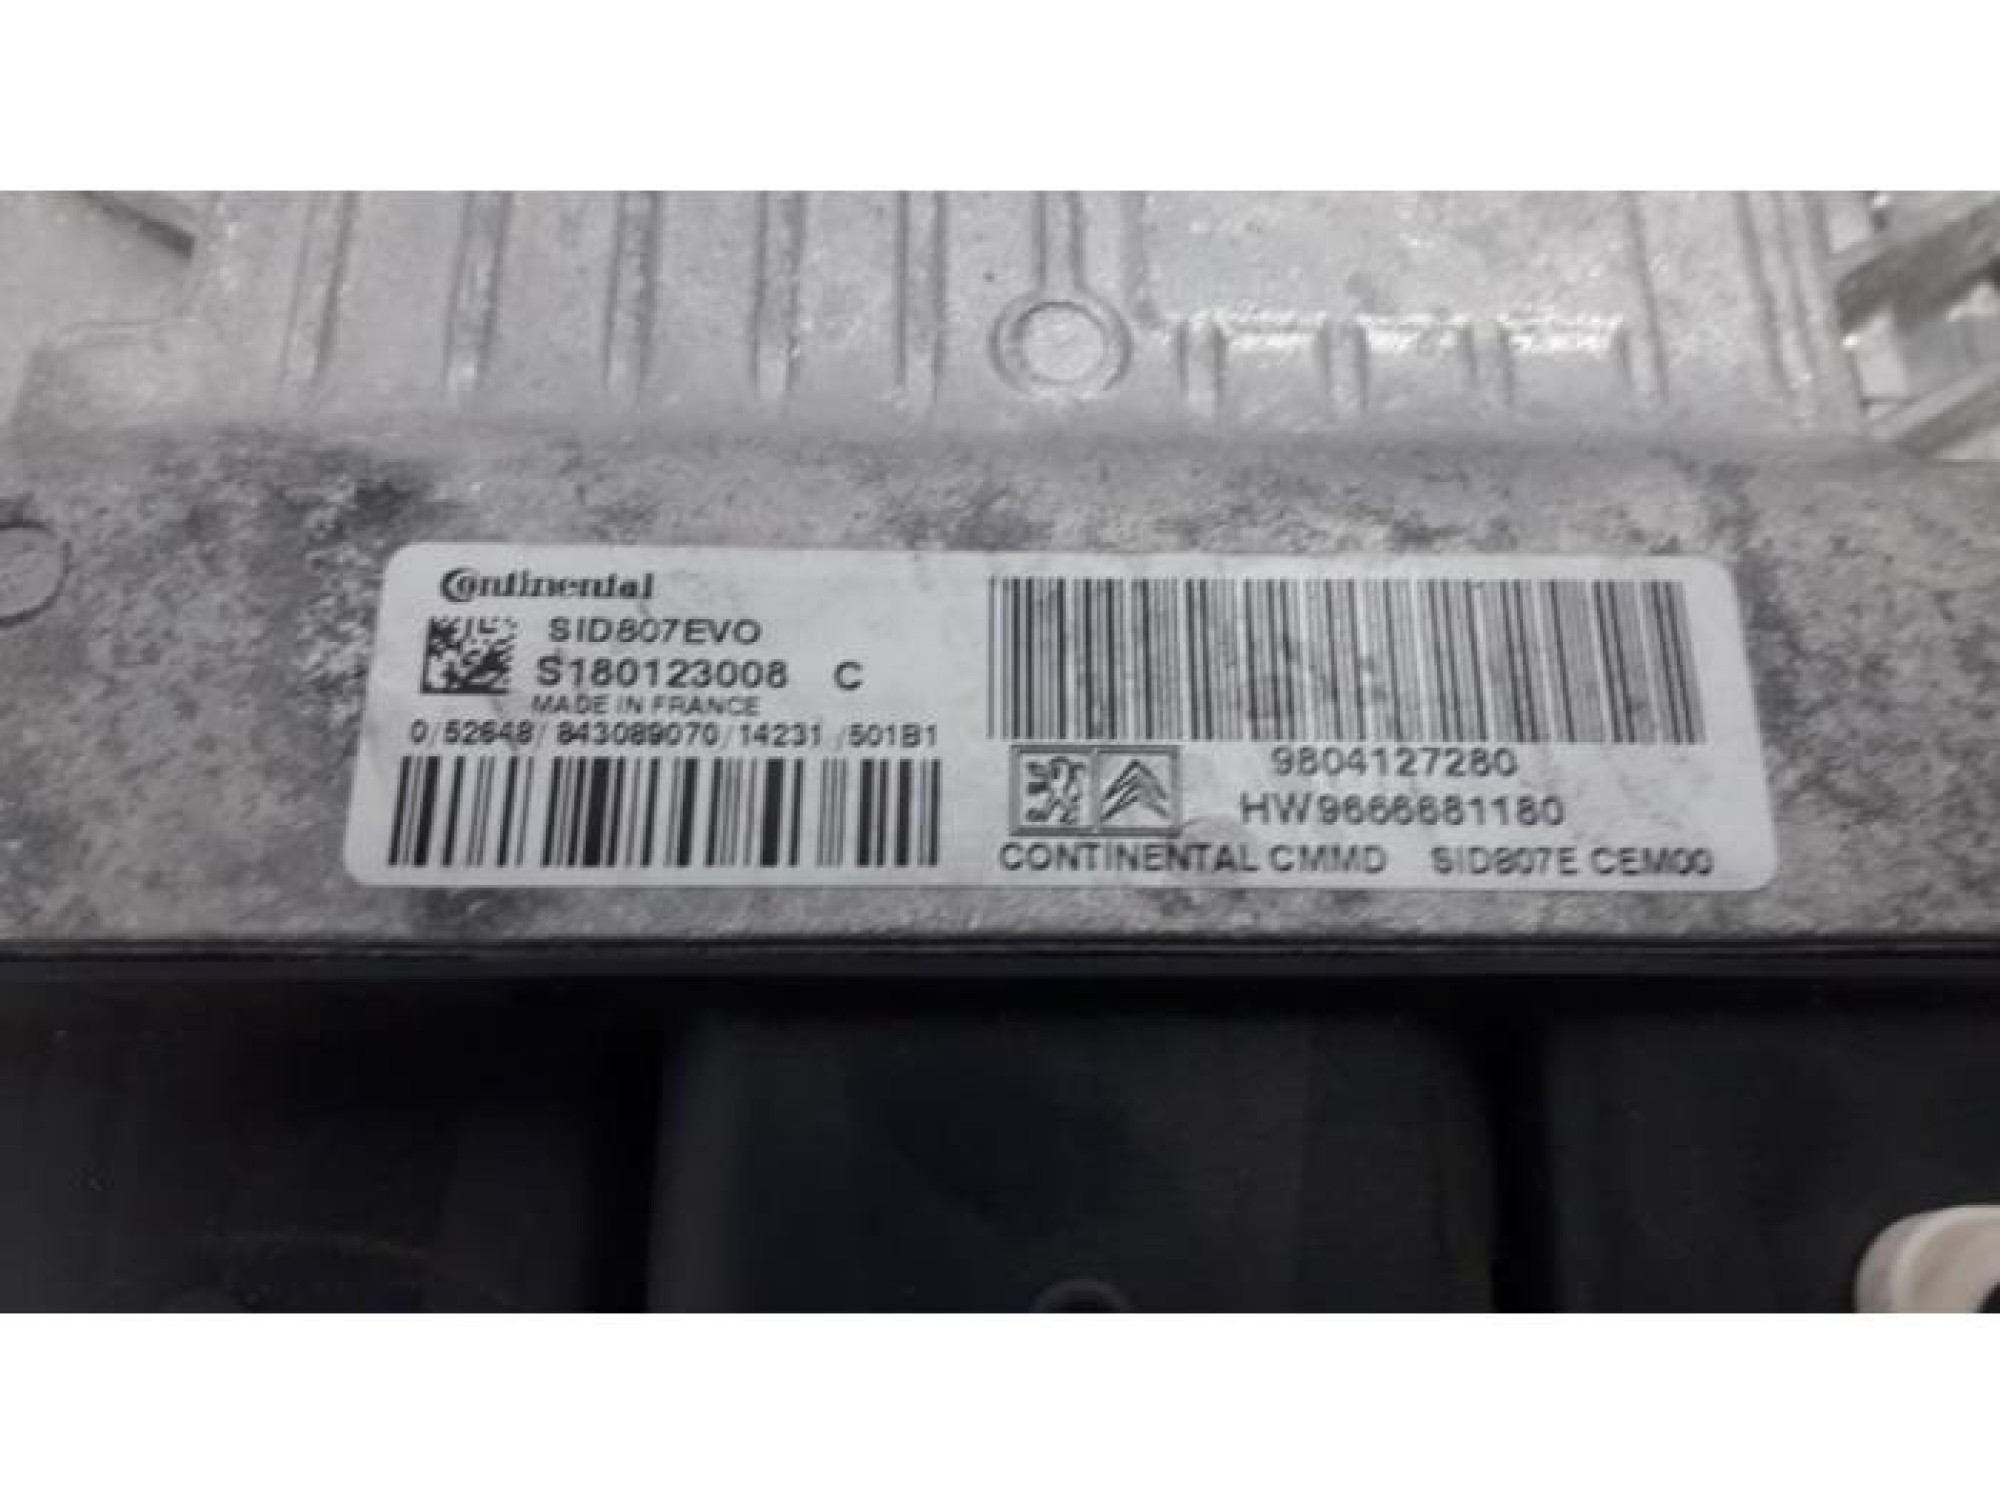 Continental
SID807EVO
S180123008 C
MADE IN FRANCE
0/52648/843089070/14231/501B1
9804127280
HW9666681180
CONTINENTAL CMMD SID807E CEM00